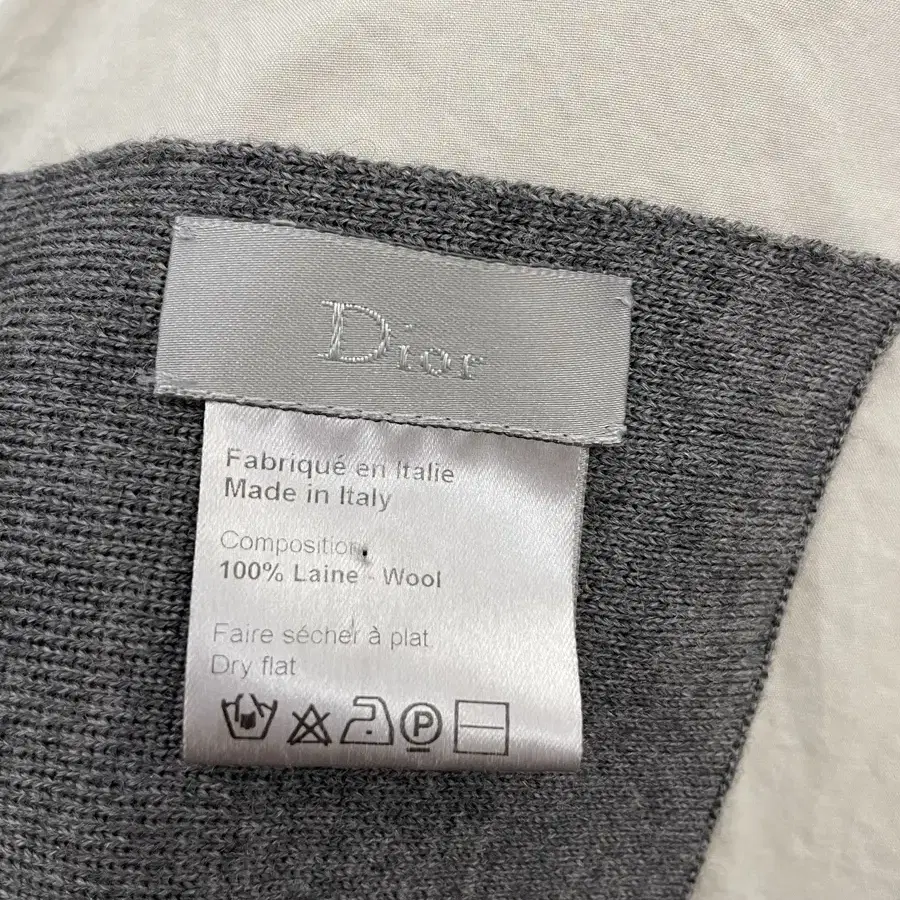 Dior
Fabriqué en Italie
Made in Italy
Composition
100% Laine - Wool
Faire sécher à plat
Dry flat
P